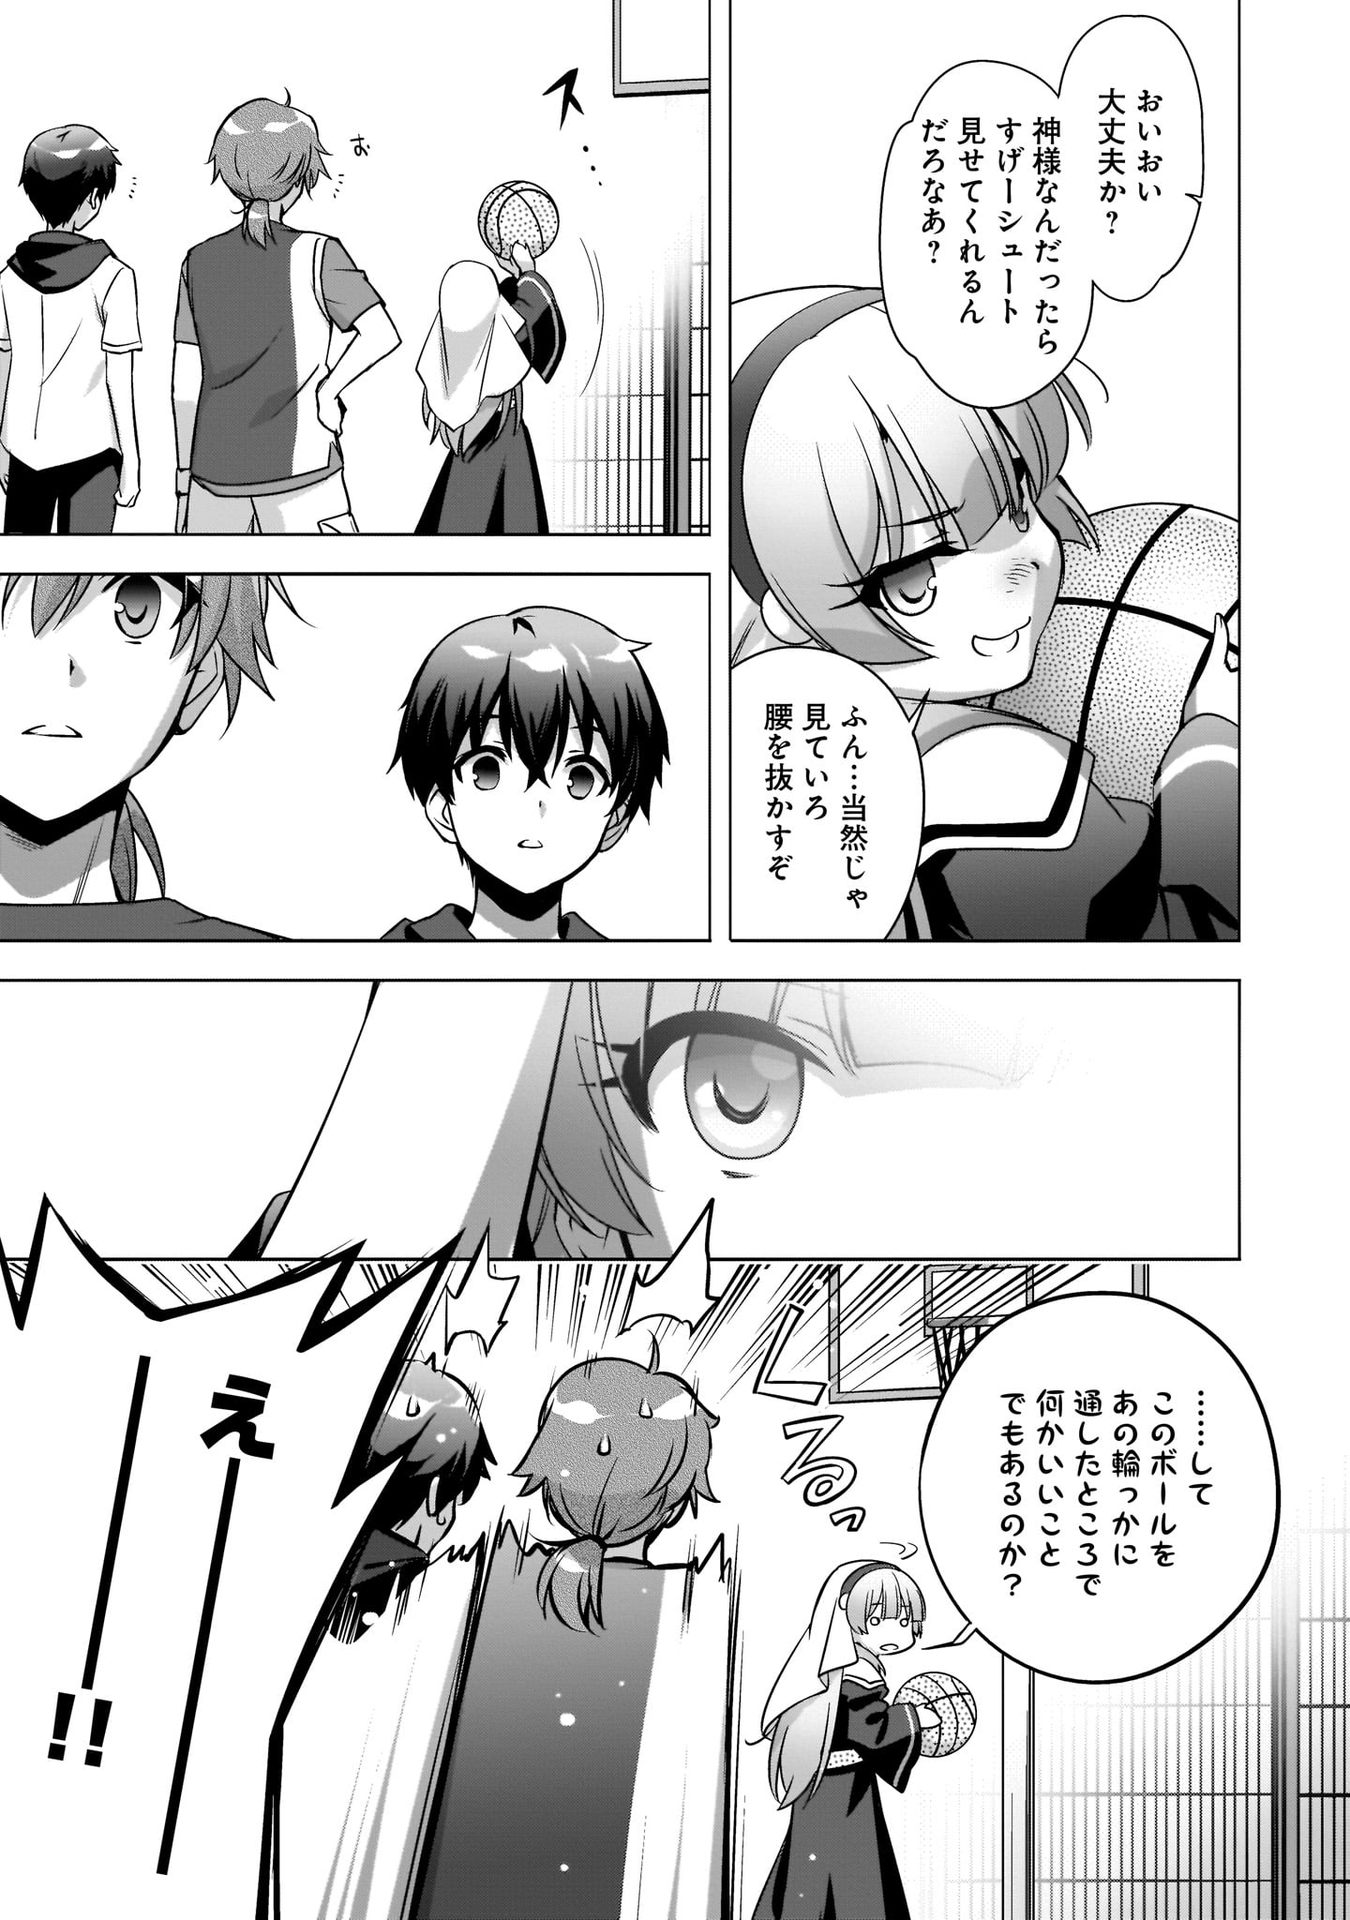 おいおい
大丈夫か?
神様なんだったら
すげーシュート
見せてくれるん
だろなあ?
ふん…当然じゃ
見ていろ
腰を抜かすぞ
ス…
お
くるっ
……して
このボールを
あの輪っかに
通したところで
何かいいこと
でもあるのか?
え――
――!!